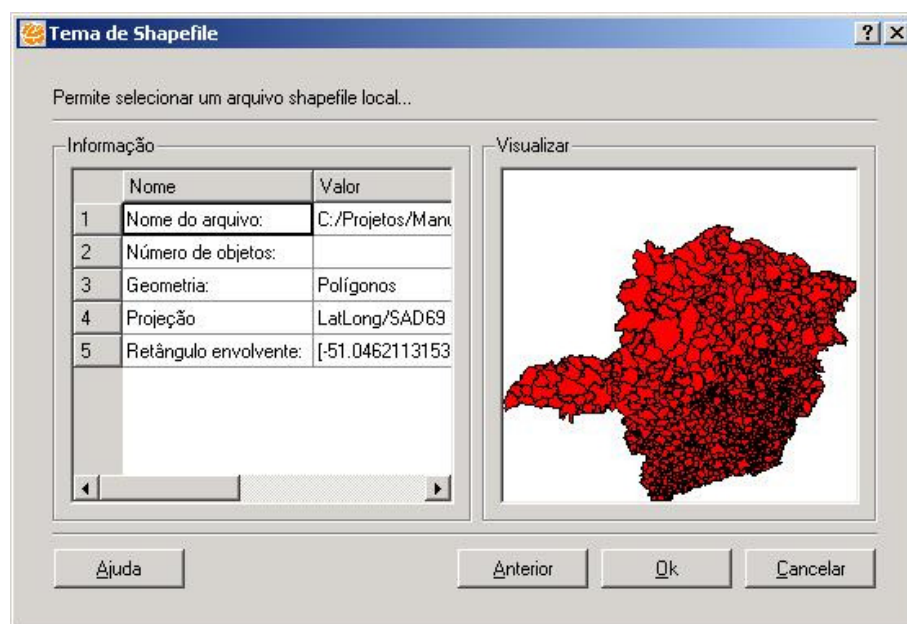 Tema de Shapefile
Permite selecionar um arquivo shapefile local...
Informação
Nome Valor
1 Nome do arquivo: C:/Projetos/Manu
2 Número de objetos:
3 Geometria: Polígonos
4 Projeção LatLong/SAD69
5 Retângulo envolvente: [-51.0462113153
Visualizar
Ajuda
Anterior
Ok
Cancelar